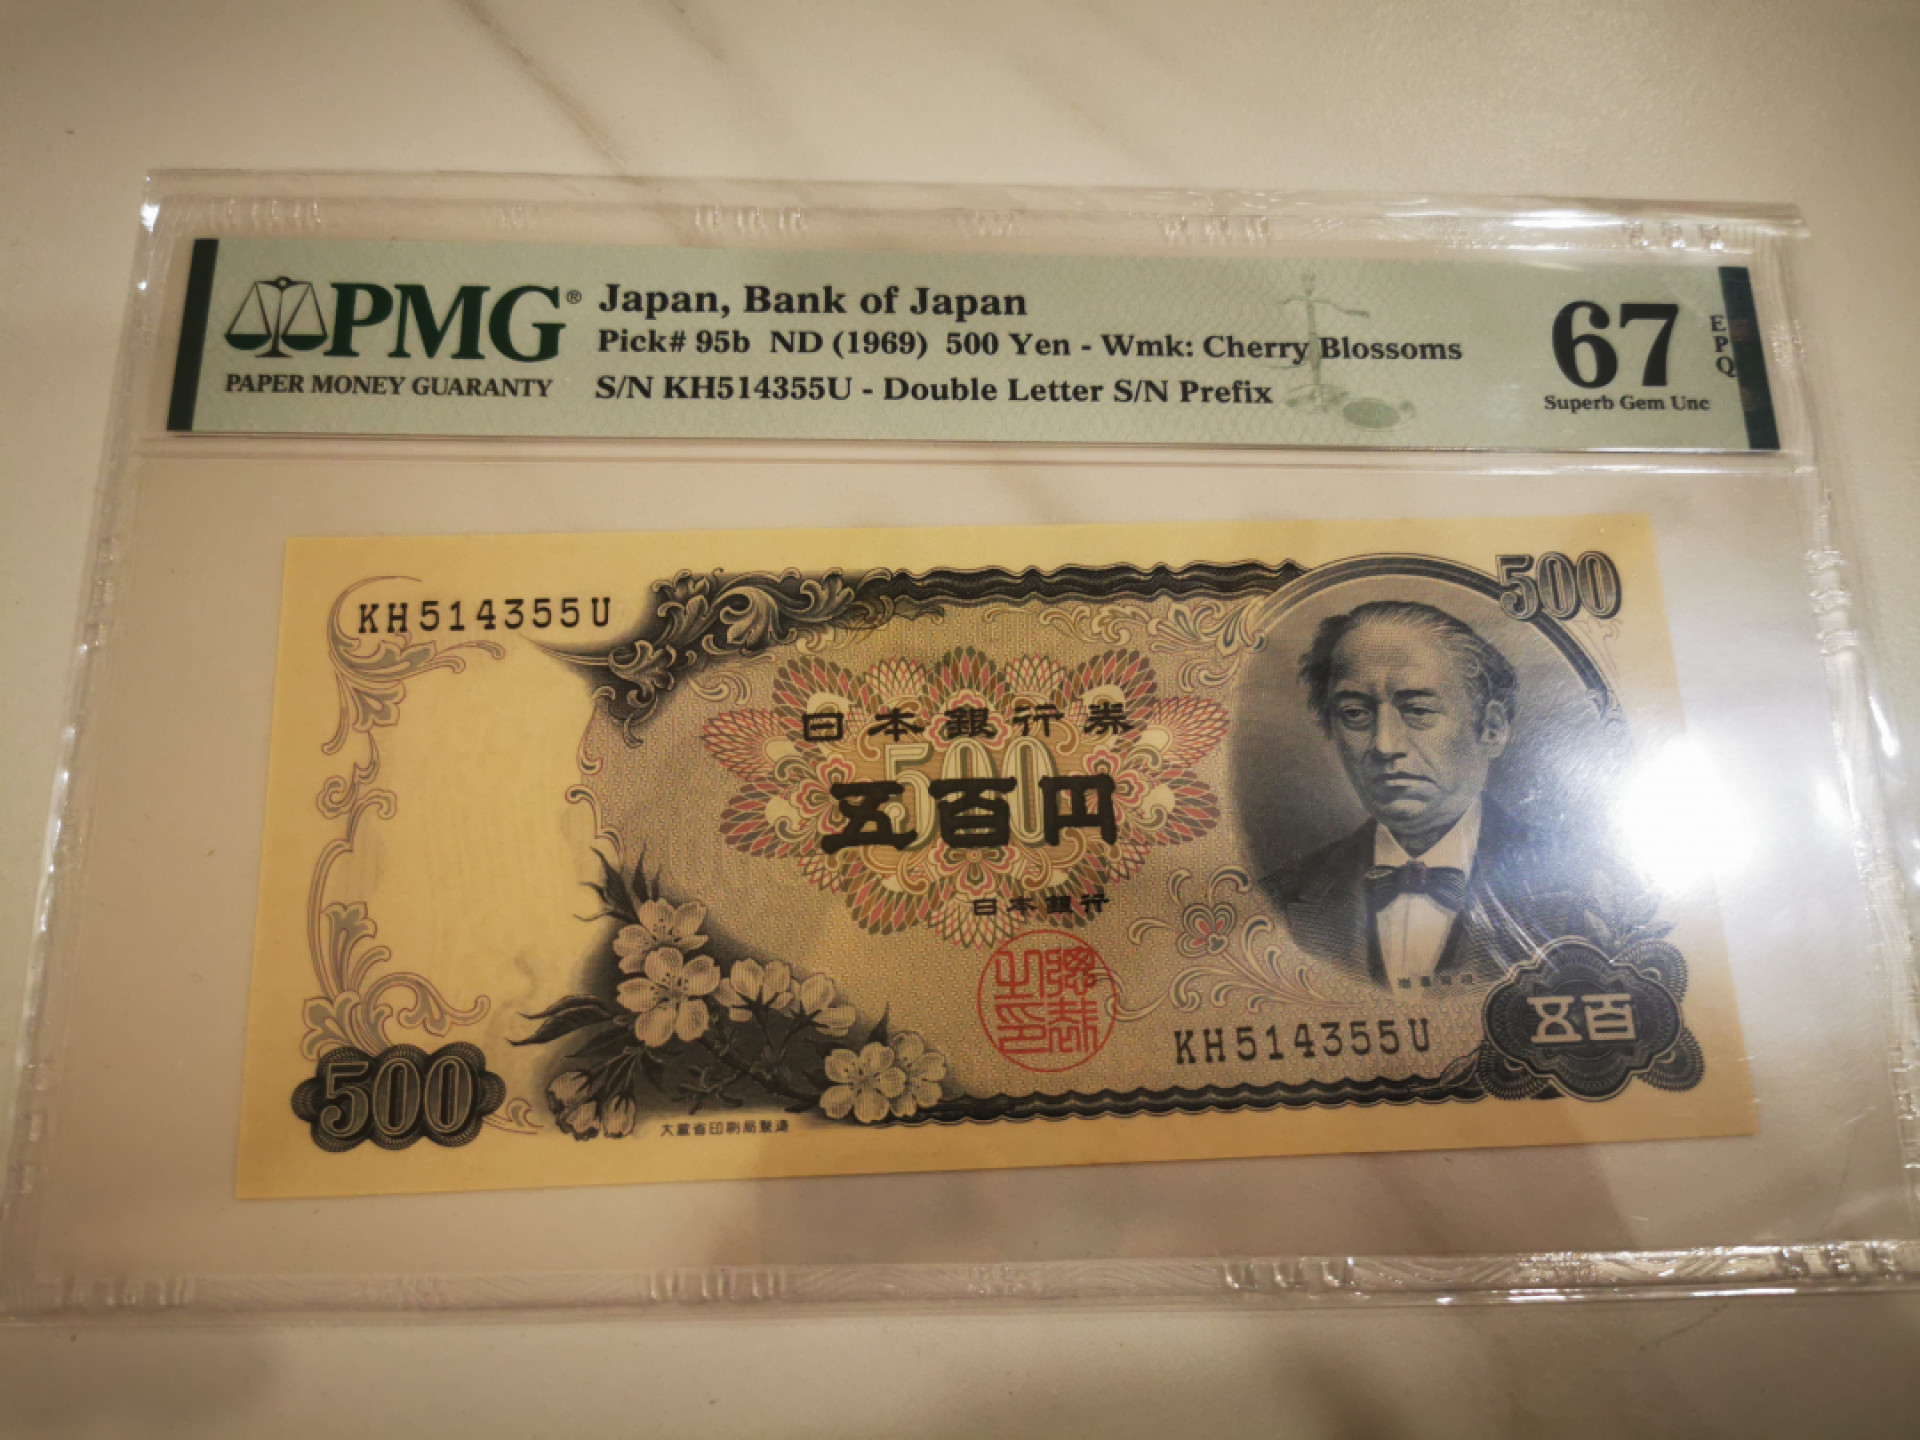 PMG®
PAPER MONEY GUARANTY
Japan, Bank of Japan
Pick# 95b ND (1969) 500 Yen - Wmk: Cherry Blossoms
S/N KH514355U - Double Letter S/N Prefix
67
EPQ
Superb Gem Unc
KH514355U
500
日本銀行券
500
五百円
日本銀行
KH514355U
五百
500
大蔵省印刷局製造